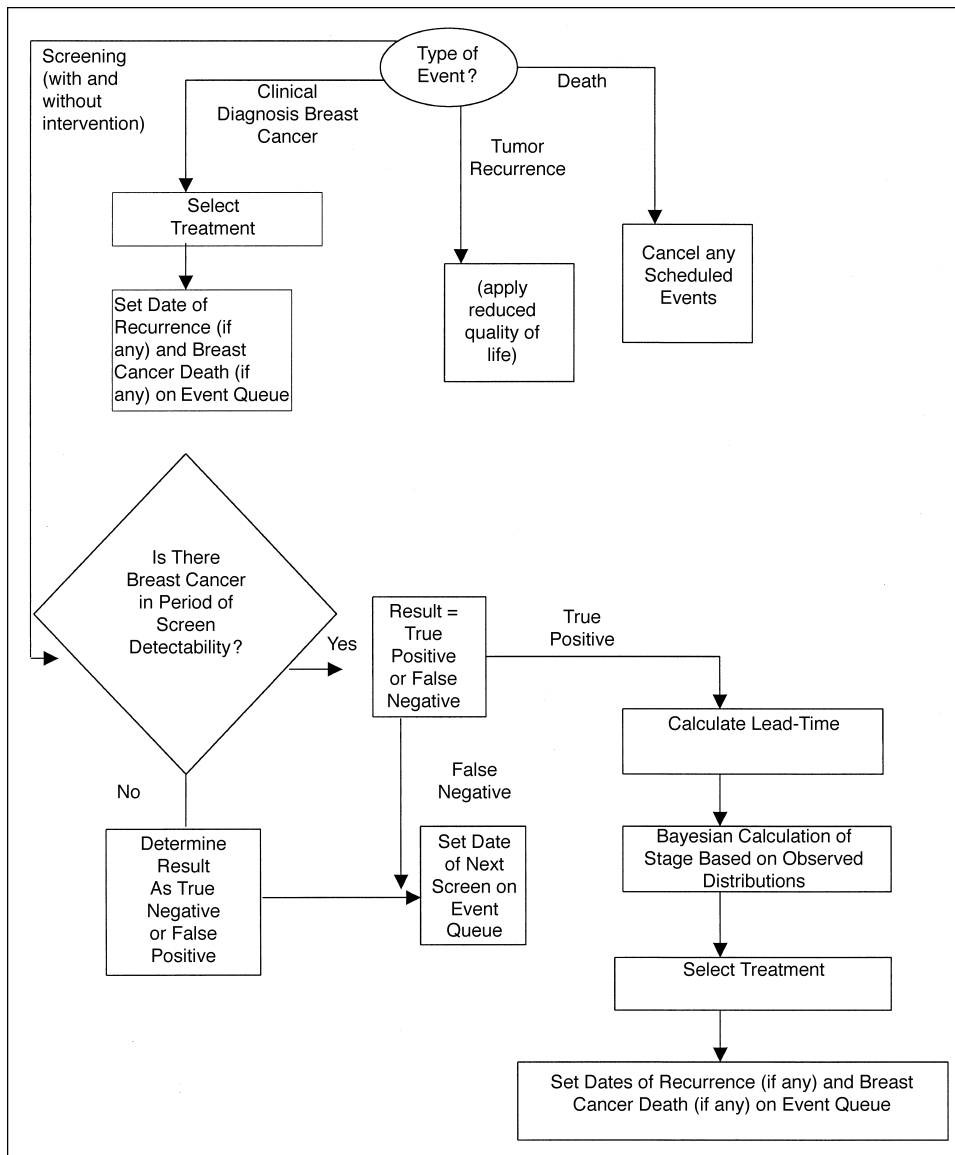 Type of
Event?
Screening
(with and
without
intervention)
Clinical
Diagnosis Breast
Cancer
Death
Tumor
Recurrence
Select
Treatment
Cancel any
Scheduled
Events
(apply
reduced
quality of
life)
Set Date of
Recurrence (if
any) and Breast
Cancer Death (if
any) on Event Queue
Is There
Breast Cancer
in Period of
Screen
Detectability?
Yes
Result =
True
Positive
or False
Negative
True
Positive
Calculate Lead-Time
No
False
Negative
Determine
Result
As True
Negative
or False
Positive
Set Date
of Next
Screen on
Event
Queue
Bayesian Calculation of
Stage Based on Observed
Distributions
Select Treatment
Set Dates of Recurrence (if any) and Breast
Cancer Death (if any) on Event Queue